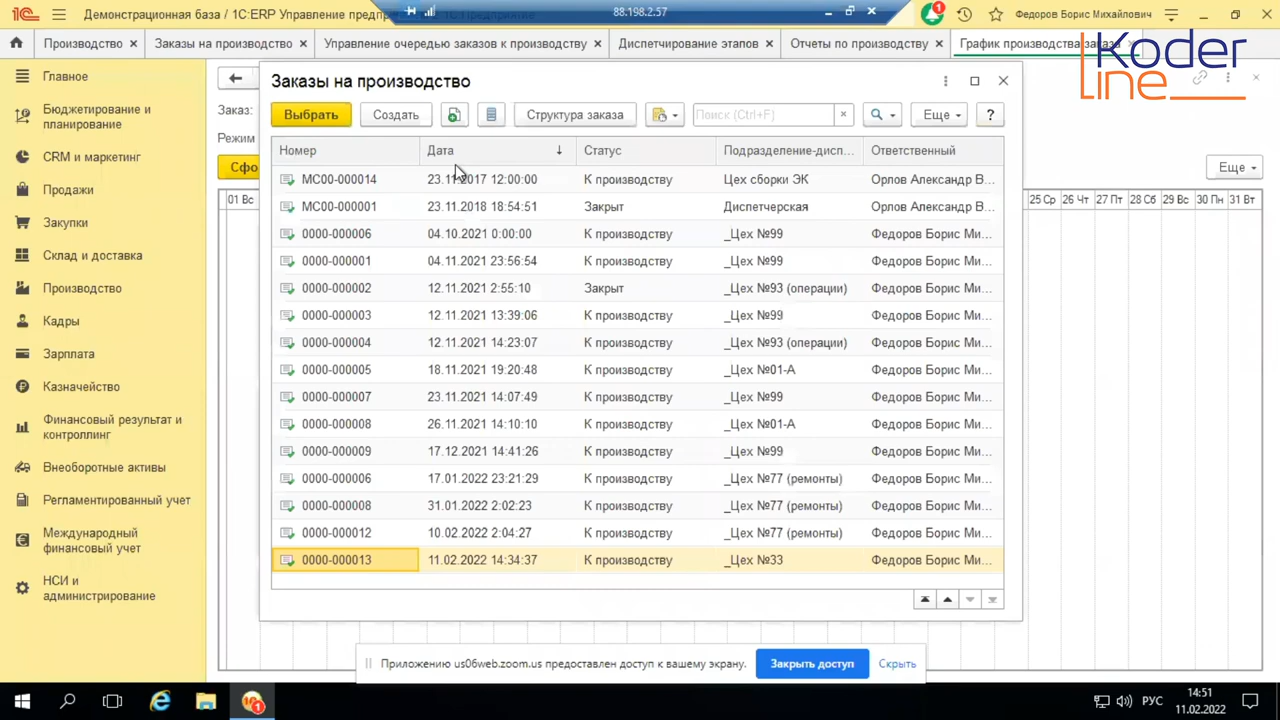 Демонстрационная база / 1С:ERP Управление предпр
88.198.2.57
Федоров Борис Михайлович
Производство
Заказы на производство
Управление очередью заказов к производству
Диспетчирование этапов
Отчеты по производству
График производства заказа
Koder
line
Главное
Бюджетирование и
планирование
CRM и маркетинг
Продажи
Закупки
Склад и доставка
Производство
Кадры
Зарплата
Казначейство
Финансовый результат и
контроллинг
Внеоборотные активы
Регламентированный учет
Международный
финансовый учет
НСИ и
администрирование
Заказ:
Режим
Сфо
Еще
01 Вс
25 Ср 26 Чт 27 Пт 28 Сб 29 Вс 30 Пн 31 Вт
Заказы на производство
Выбрать
Создать
Структура заказа
Поиск (Ctrl+F)
Еще
?
Номер Дата Статус Подразделение-дисп... Ответственный
МС00-000014 23.11.2017 12:00:00 К производству Цех сборки ЭК Орлов Александр В...
МС00-000001 23.11.2018 18:54:51 Закрыт Диспетчерская Орлов Александр В...
0000-000006 04.10.2021 0:00:00 К производству _Цех №99 Федоров Борис Ми...
0000-000001 04.11.2021 23:56:54 К производству _Цех №99 Федоров Борис Ми...
0000-000002 12.11.2021 2:55:10 Закрыт _Цех №93 (операции) Федоров Борис Ми...
0000-000003 12.11.2021 13:39:06 К производству _Цех №99 Федоров Борис Ми...
0000-000004 12.11.2021 14:23:07 К производству _Цех №93 (операции) Федоров Борис Ми...
0000-000005 18.11.2021 19:20:48 К производству _Цех №01-А Федоров Борис Ми...
0000-000007 23.11.2021 14:07:49 К производству _Цех №99 Федоров Борис Ми...
0000-000008 26.11.2021 14:10:10 К производству _Цех №01-А Федоров Борис Ми...
0000-000009 17.12.2021 14:41:26 К производству _Цех №99 Федоров Борис Ми...
0000-000006 17.01.2022 23:21:29 К производству _Цех №77 (ремонты) Федоров Борис Ми...
0000-000008 31.01.2022 2:02:23 К производству _Цех №77 (ремонты) Федоров Борис Ми...
0000-000012 10.02.2022 2:04:27 К производству _Цех №77 (ремонты) Федоров Борис Ми...
0000-000013 11.02.2022 14:34:37 К производству _Цех №33 Федоров Борис Ми...
Приложению us06web.zoom.us предоставлен доступ к вашему экрану.
Закрыть доступ
Скрыть
РУС
14:51
11.02.2022